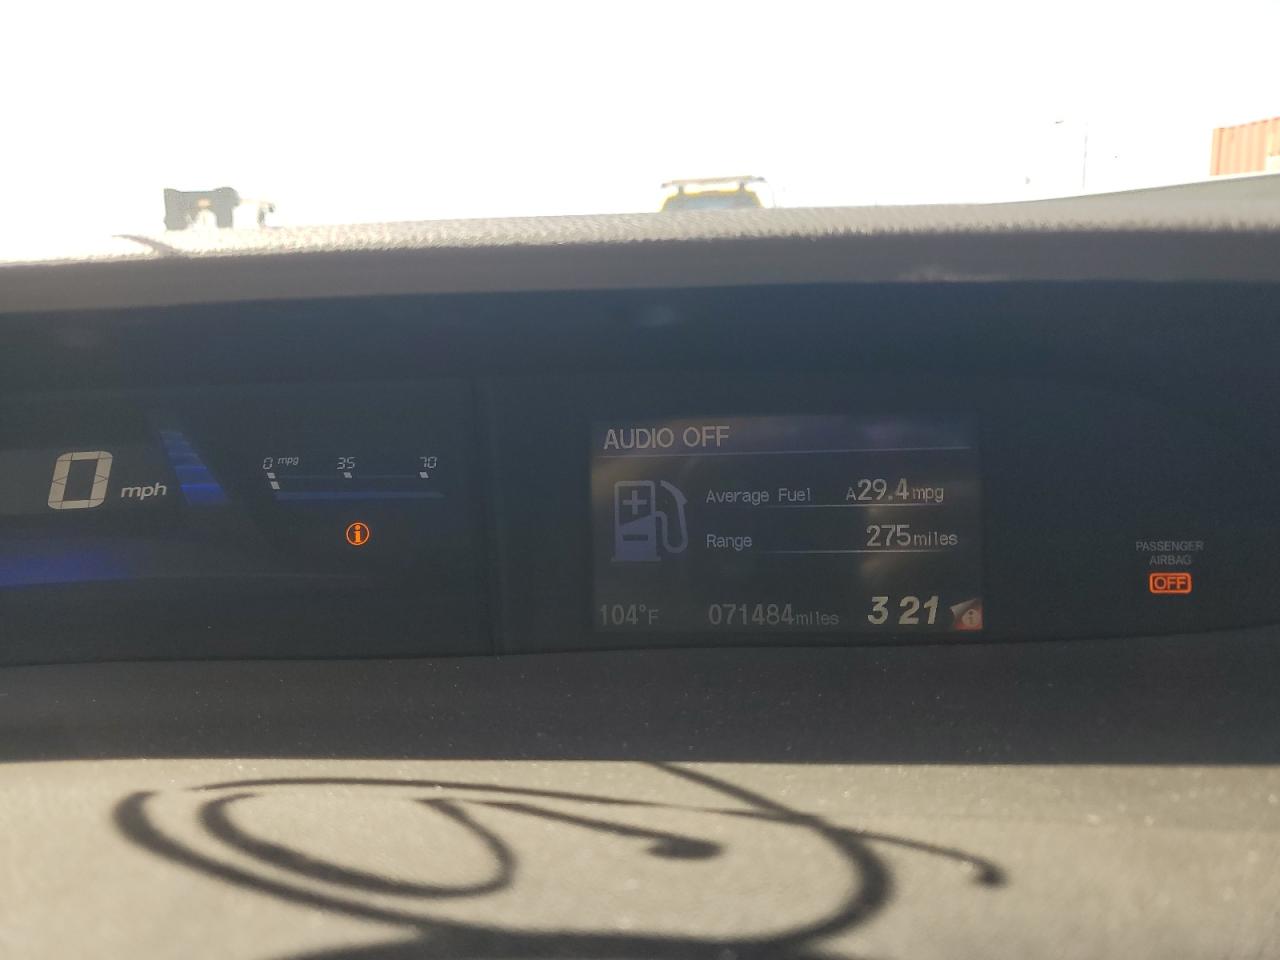 0 mph
0 mpg 35 70
AUDIO OFF
Average Fuel A29.4mpg
Range 275miles
104°F 071484miles 3 21
PASSENGER
AIRBAG
OFF